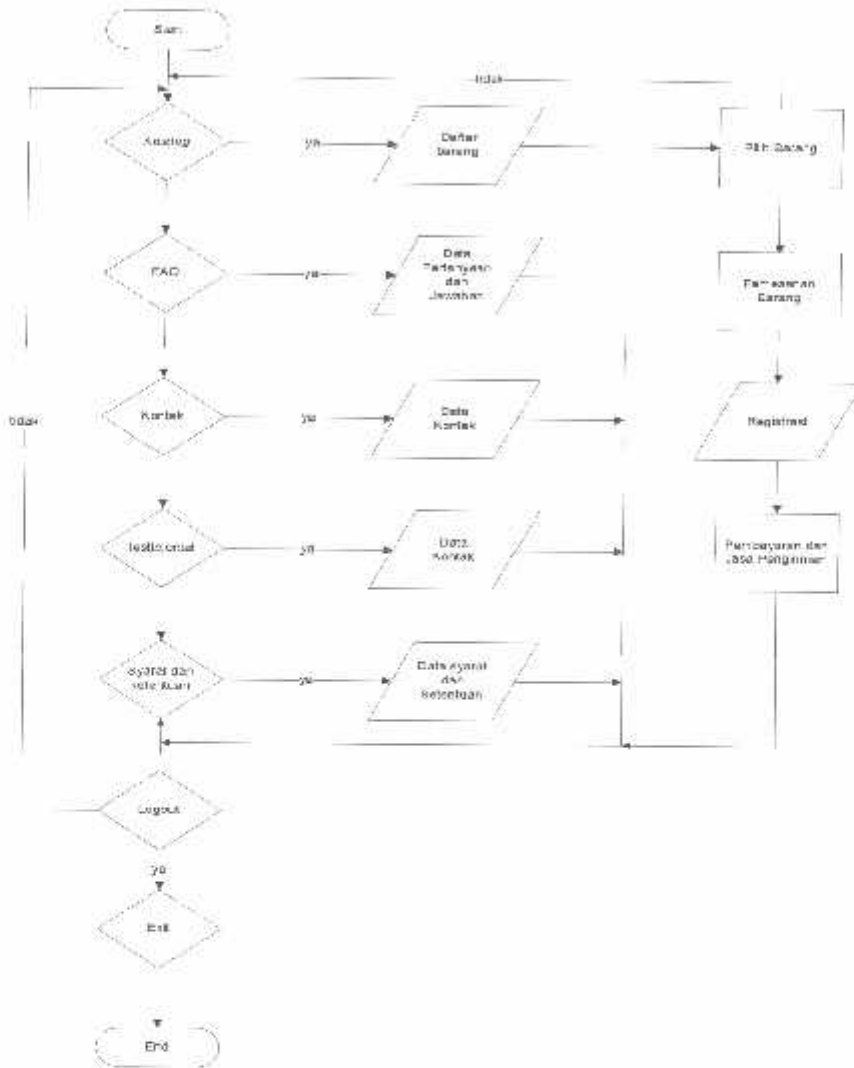 Start
tidak
Katalog
ya
Daftar
barang
Pilih Barang
FAQ
ya
Data
Pertanyaan
dan
Jawaban
Pemesanan
Barang
tidak
Kontak
ya
Data
Kontak
Registrasi
Testimonial
ya
Data
Kontak
Pembayaran dan
Jasa Pengiriman
Syarat dan
ketentuan
ya
Data syarat
dan
Ketentuan
Logout
ya
Exit
End